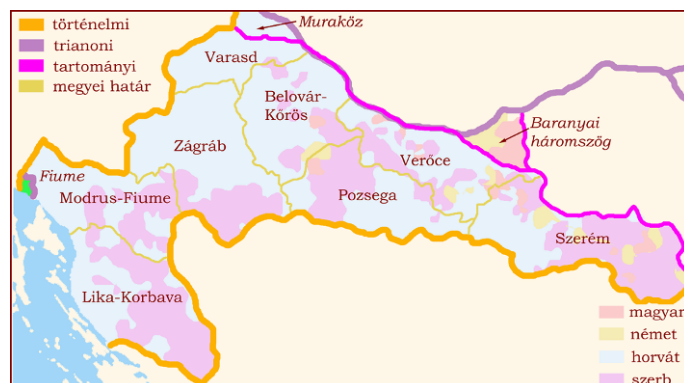 történelmi
trianoni
tartományi
megyei határ
Muraköz
Varasd
Belovár-
Körös
Zágráb
Baranyai
háromszög
Verőce
Fiume
Modrus-Fiume
Pozsega
Szerém
Lika-Korbava
magyar
német
horvát
szerb